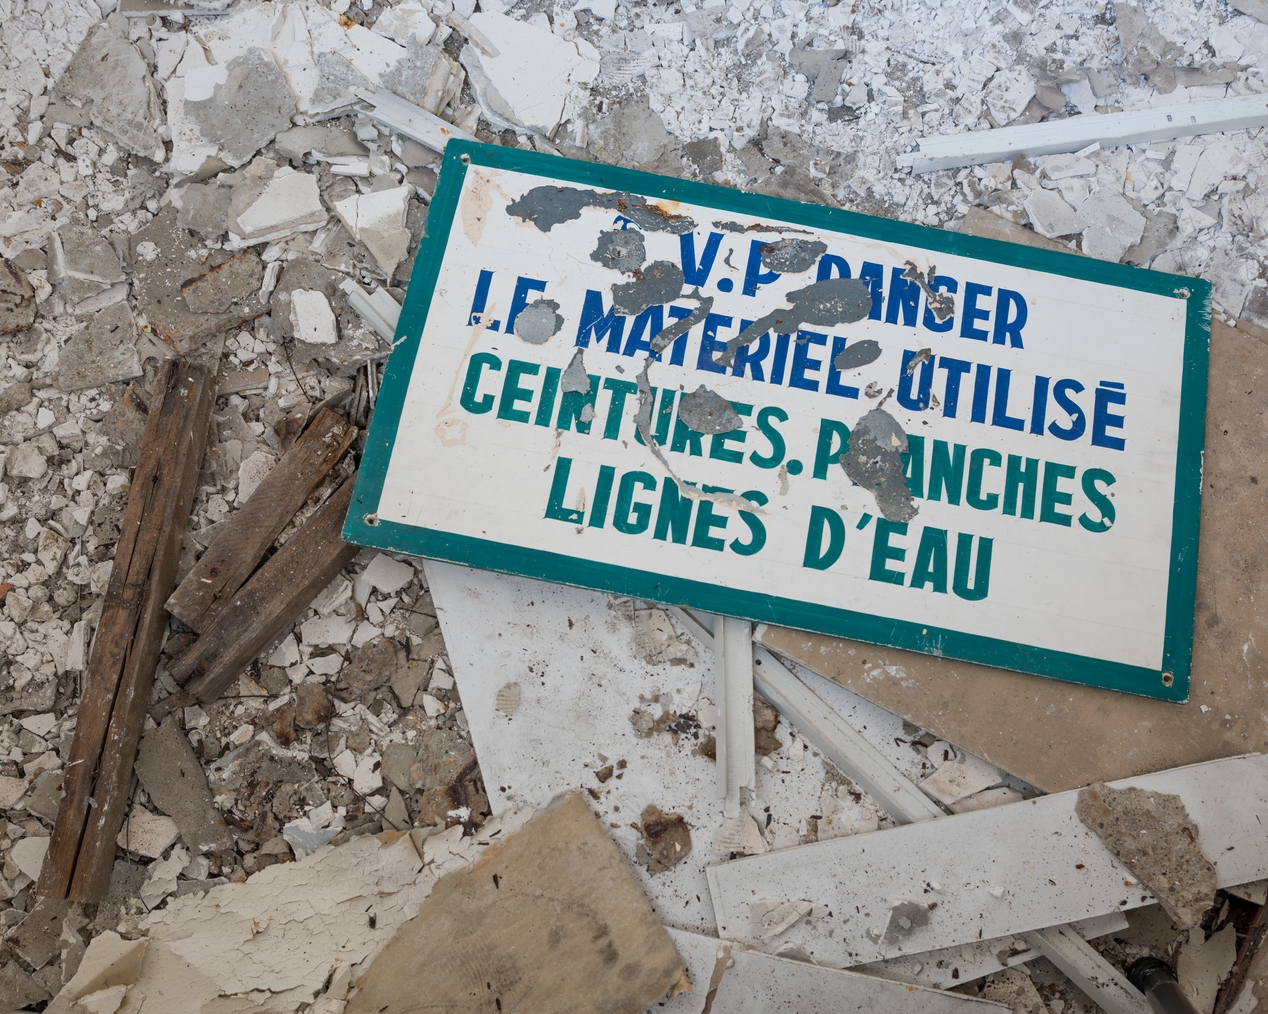 S.V.P. RANGER
LE MATERIEL UTILISÉ
CEINTURES. PLANCHES
LIGNES D'EAU